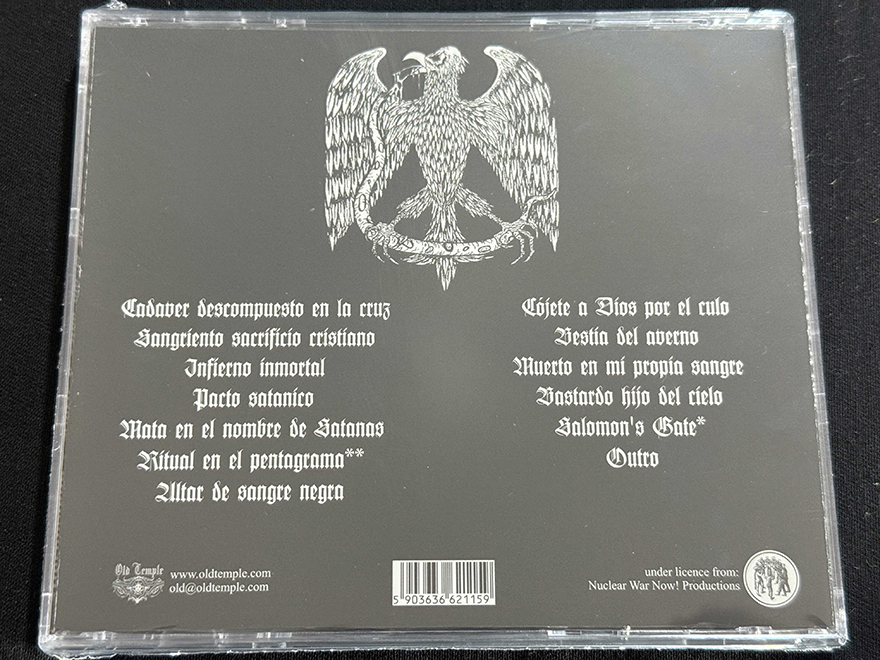 Cadaver descompuesto en la cruz
Sangriento sacrificio cristiano
Infierno inmortal
Pacto satanico
Mata en el nombre de Satanas
Ritual en el pentagrama**
Altar de sangre negra
Cójete a Dios por el culo
Bestia del averno
Muerto en mi propia sangre
Bastardo hijo del cielo
Salomon's Gate*
Outro
Old Temple
www.oldtemple.com
old@oldtemple.com
5 903636 621159
under licence from:
Nuclear War Now! Productions